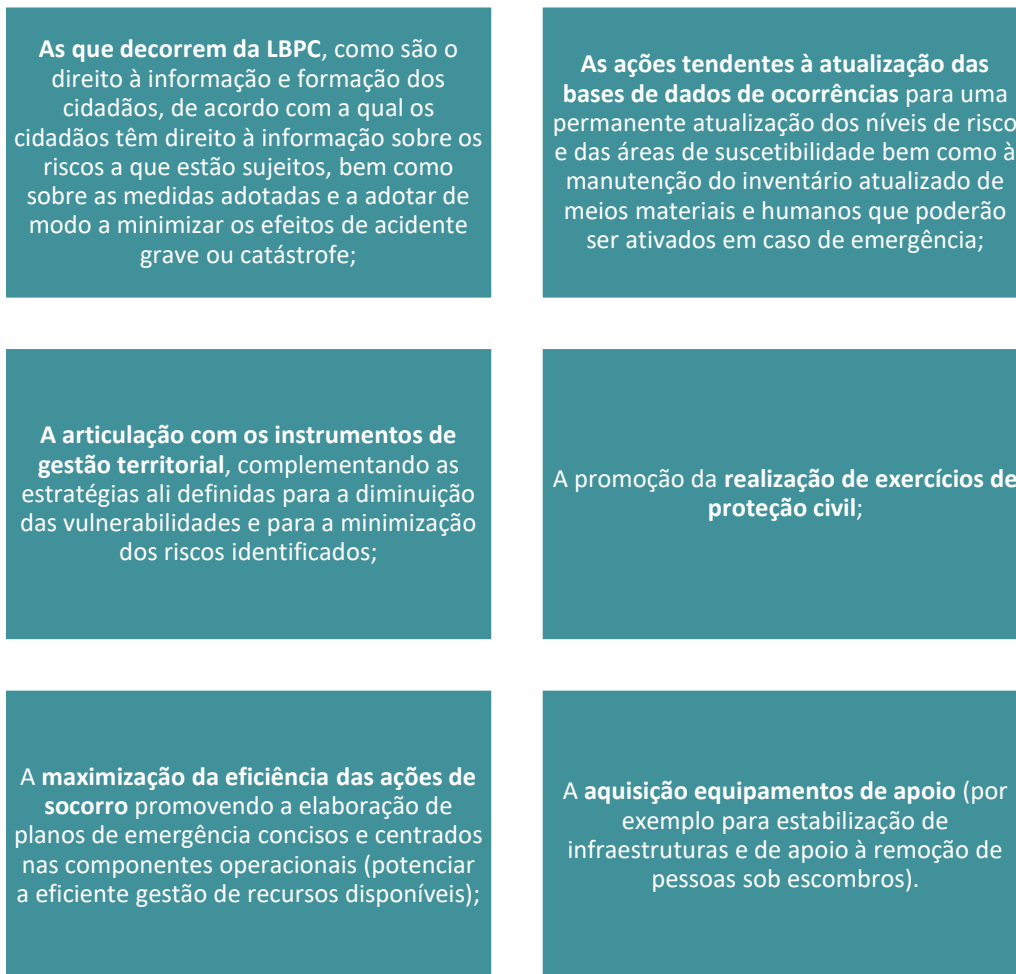 As que decorrem da LBPC, como são o
direito à informação e formação dos
cidadãos, de acordo com a qual os
cidadãos têm direito à informação sobre os
riscos a que estão sujeitos, bem como
sobre as medidas adotadas e a adotar de
modo a minimizar os efeitos de acidente
grave ou catástrofe;
As ações tendentes à atualização das
bases de dados de ocorrências para uma
permanente atualização dos níveis de risco
e das áreas de suscetibilidade bem como à
manutenção do inventário atualizado de
meios materiais e humanos que poderão
ser ativados em caso de emergência;
A articulação com os instrumentos de
gestão territorial, complementando as
estratégias ali definidas para a diminuição
das vulnerabilidades e para a minimização
dos riscos identificados;
A promoção da realização de exercícios de
proteção civil;
A maximização da eficiência das ações de
socorro promovendo a elaboração de
planos de emergência concisos e centrados
nas componentes operacionais (potenciar
a eficiente gestão de recursos disponíveis);
A aquisição equipamentos de apoio (por
exemplo para estabilização de
infraestruturas e de apoio à remoção de
pessoas sob escombros).